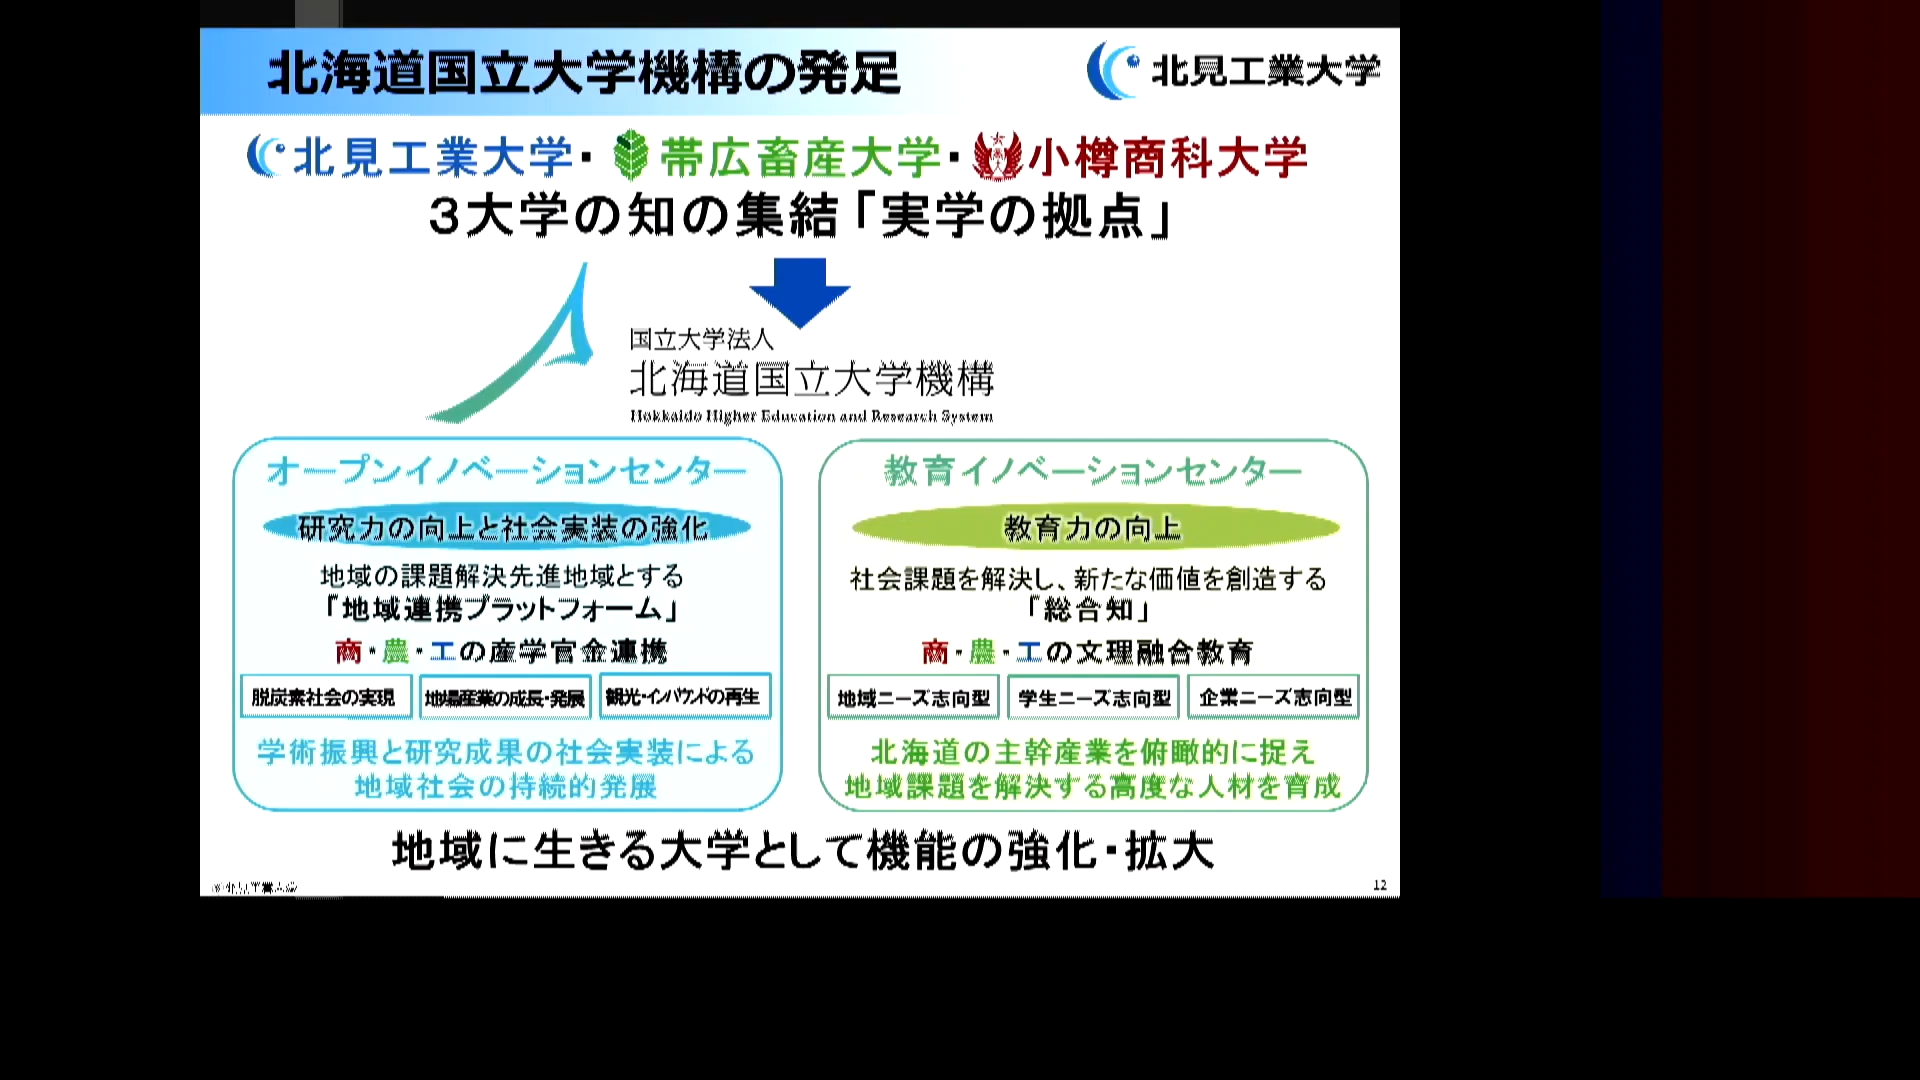 北海道国立大学機構の発足
北見工業大学
北見工業大学・帯広畜産大学・小樽商科大学
3大学の知の集結「実学の拠点」
国立大学法人
北海道国立大学機構
Hokkaido Higher Education and Research System
オープンイノベーションセンター
研究力の向上と社会実装の強化
地域の課題解決先進地域とする
「地域連携プラットフォーム」
商・農・工の産学官金連携
脱炭素社会の実現
地場産業の成長・発展
観光・インバウンドの再生
学術振興と研究成果の社会実装による
地域社会の持続的発展
教育イノベーションセンター
教育力の向上
社会課題を解決し、新たな価値を創造する
「総合知」
商・農・工の文理融合教育
地域ニーズ志向型
学生ニーズ志向型
企業ニーズ志向型
北海道の主幹産業を俯瞰的に捉え
地域課題を解決する高度な人材を育成
地域に生きる大学として機能の強化・拡大
12